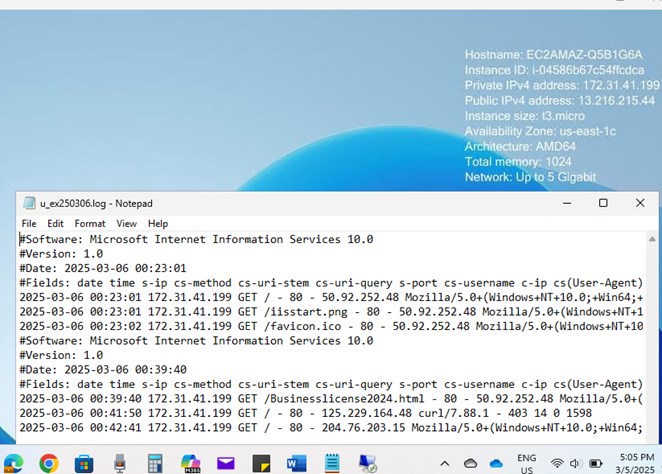 Hostname: EC2AMAZ-Q5B1G6A
Instance ID: i-04586b67c54ffcdca
Private IPv4 address: 172.31.41.199
Public IPv4 address: 13.216.215.44
Instance size: t3.micro
Availability Zone: us-east-1c
Architecture: AMD64
Total memory: 1024
Network: Up to 5 Gigabit
u_ex250306.log - Notepad
File Edit Format View Help
#Software: Microsoft Internet Information Services 10.0
#Version: 1.0
#Date: 2025-03-06 00:23:01
#Fields: date time s-ip cs-method cs-uri-stem cs-uri-query s-port cs-username c-ip cs(User-Agent)
2025-03-06 00:23:01 172.31.41.199 GET / - 80 - 50.92.252.48 Mozilla/5.0+(Windows+NT+10.0;+Win64;+
2025-03-06 00:23:01 172.31.41.199 GET /iisstart.png - 80 - 50.92.252.48 Mozilla/5.0+(Windows+NT+1
2025-03-06 00:23:02 172.31.41.199 GET /favicon.ico - 80 - 50.92.252.48 Mozilla/5.0+(Windows+NT+10
#Software: Microsoft Internet Information Services 10.0
#Version: 1.0
#Date: 2025-03-06 00:39:40
#Fields: date time s-ip cs-method cs-uri-stem cs-uri-query s-port cs-username c-ip cs(User-Agent)
2025-03-06 00:39:40 172.31.41.199 GET /Businesslicense2024.html - 80 - 50.92.252.48 Mozilla/5.0+(
2025-03-06 00:41:50 172.31.41.199 GET / - 80 - 125.229.164.48 curl/7.88.1 - 403 14 0 1598
2025-03-06 00:42:41 172.31.41.199 GET / - 80 - 204.76.203.15 Mozilla/5.0+(Windows+NT+10.0;+Win64;
M365
ENG
US
5:05 PM
3/5/2025